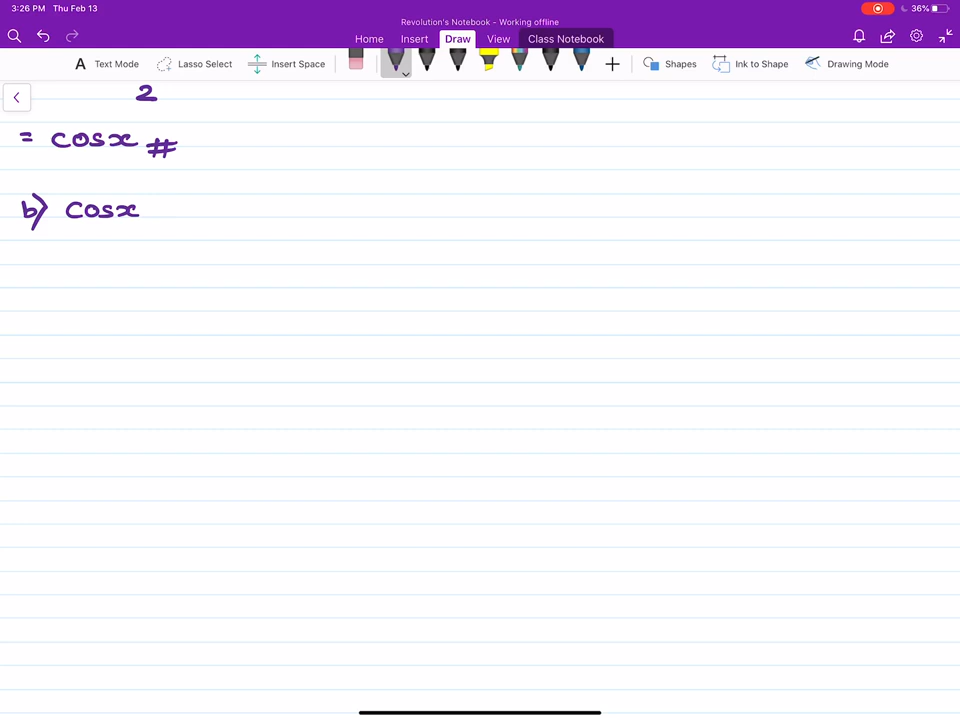 3:26 PM Thu Feb 13
36%
Revolution's Notebook - Working offline
Home Insert Draw View Class Notebook
A Text Mode Lasso Select Insert Space Shapes Ink to Shape Drawing Mode
2
= cosx #
b) cosx